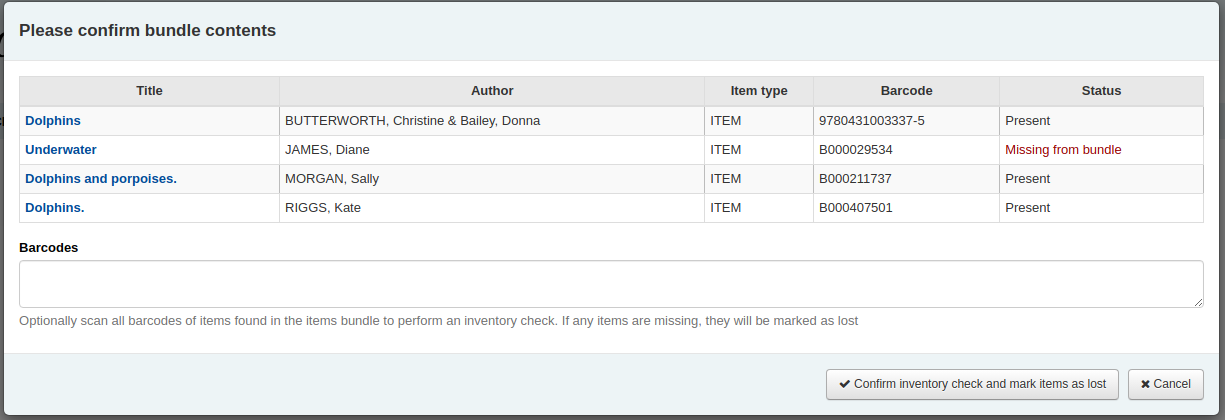 Please confirm bundle contents
Title Author Item type Barcode Status
Dolphins BUTTERWORTH, Christine & Bailey, Donna ITEM 9780431003337-5 Present
Underwater JAMES, Diane ITEM B000029534 Missing from bundle
Dolphins and porpoises. MORGAN, Sally ITEM B000211737 Present
Dolphins. RIGGS, Kate ITEM B000407501 Present
Barcodes
Optionally scan all barcodes of items found in the items bundle to perform an inventory check. If any items are missing, they will be marked as lost
Confirm inventory check and mark items as lost Cancel